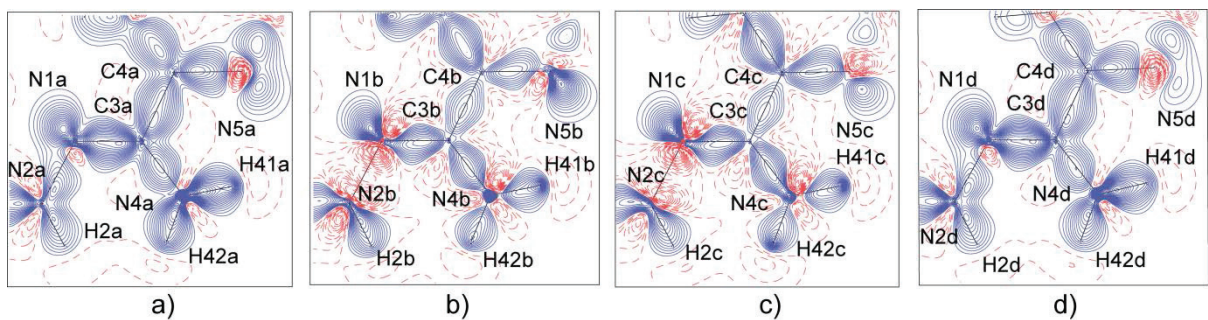 C4a
N1a
C3a
N5a
N2a
H41a
N4a
H2a
H42a
a)
C4b
N1b
C3b
N5b
H41b
N2b
N4b
H2b
H42b
b)
C4c
N1c
C3c
N5c
H41c
N2c
N4c
H2c
H42c
c)
C4d
N1d
C3d
N5d
H41d
N4d
N2d
H2d
H42d
d)